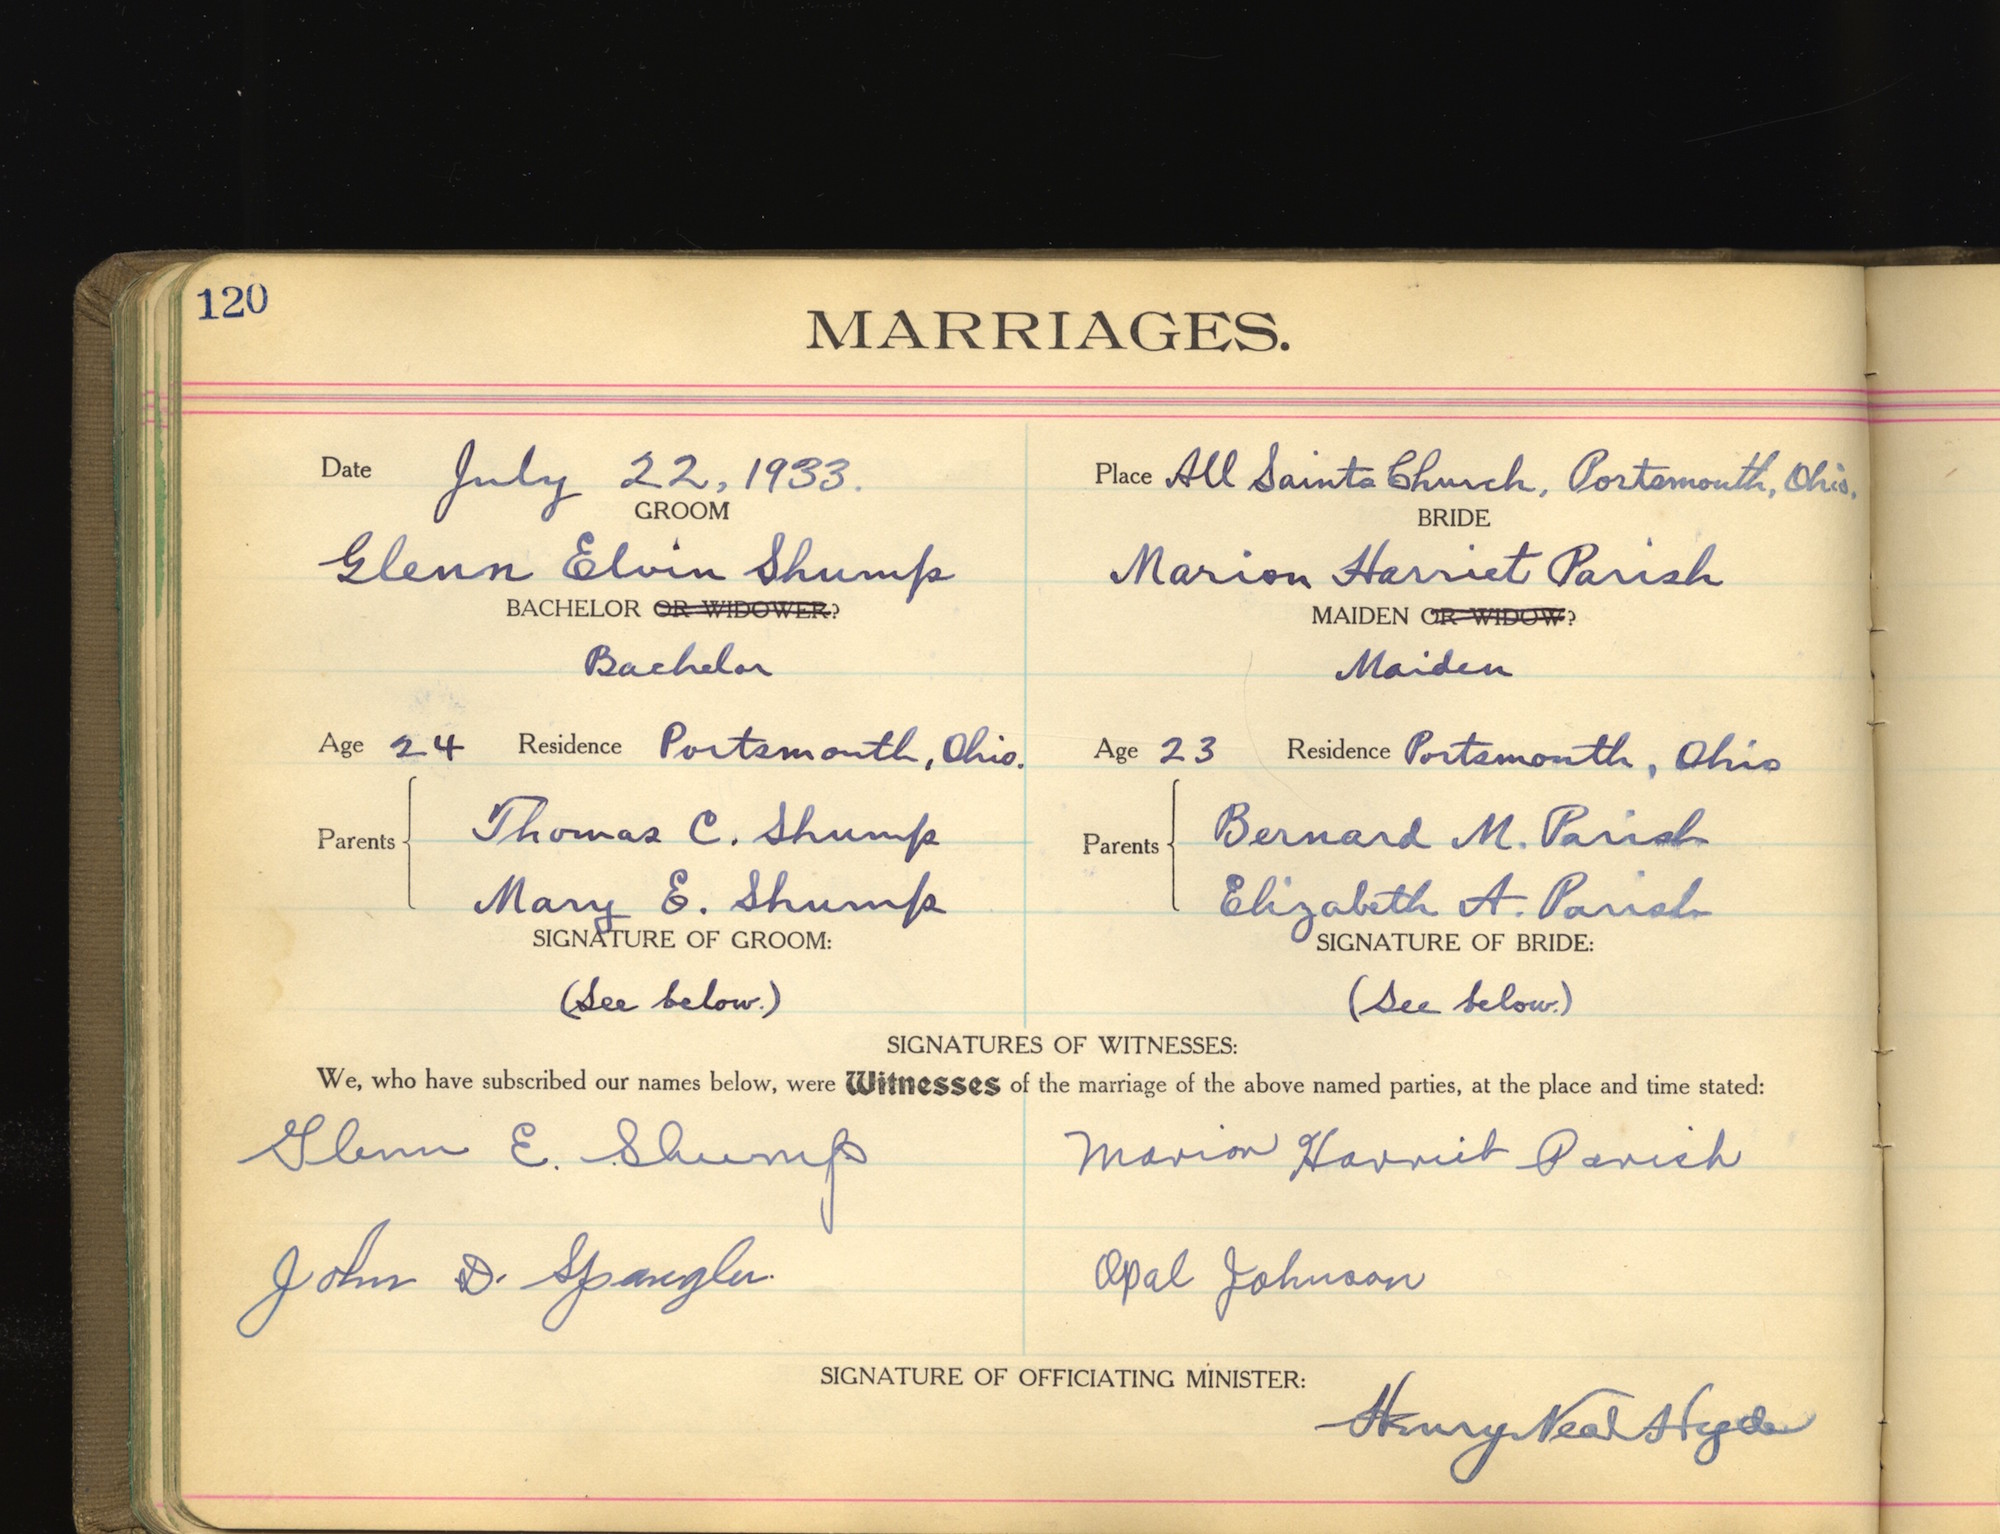 120
MARRIAGES.
Date July 22, 1933.
Place All Saints Church, Portsmouth, Ohio.
GROOM
BRIDE
Glenn Elvin Shump
Marion Harriet Parish
BACHELOR OR WIDOWER?
MAIDEN OR WIDOW?
Bachelor
Maiden
Age 24 Residence Portsmouth, Ohio.
Age 23 Residence Portsmouth, Ohio
Parents Thomas C. Shump
Mary E. Shump
Parents Bernard M. Parish
Elizabeth A. Parish
SIGNATURE OF GROOM:
SIGNATURE OF BRIDE:
(See below.)
(See below.)
SIGNATURES OF WITNESSES:
We, who have subscribed our names below, were Witnesses of the marriage of the above named parties, at the place and time stated:
Glenn E. Shump
Marion Harriet Parish
John D. Spangler.
Opal Johnson
SIGNATURE OF OFFICIATING MINISTER:
Henry Neal Hyde